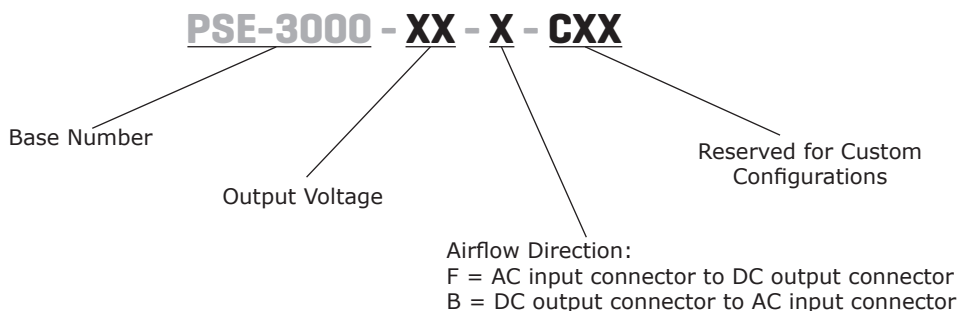 PSE-3000 - XX - X - CXX
Base Number
Output Voltage
Reserved for Custom
Configurations
Airflow Direction:
F = AC input connector to DC output connector
B = DC output connector to AC input connector